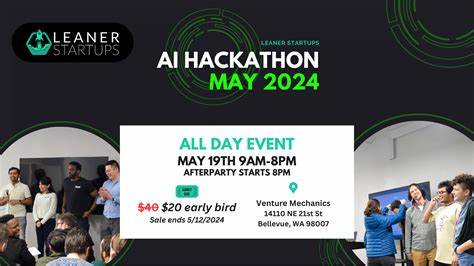 LEANER
STARTUPS
LEANER STARTUPS
AI HACKATHON
MAY 2024
ALL DAY EVENT
MAY 19TH 9AM-8PM
AFTERPARTY STARTS 8PM
$40 $20 early bird
Sale ends 5/12/2024
Venture Mechanics
14110 NE 21st St
Bellevue, WA 98007